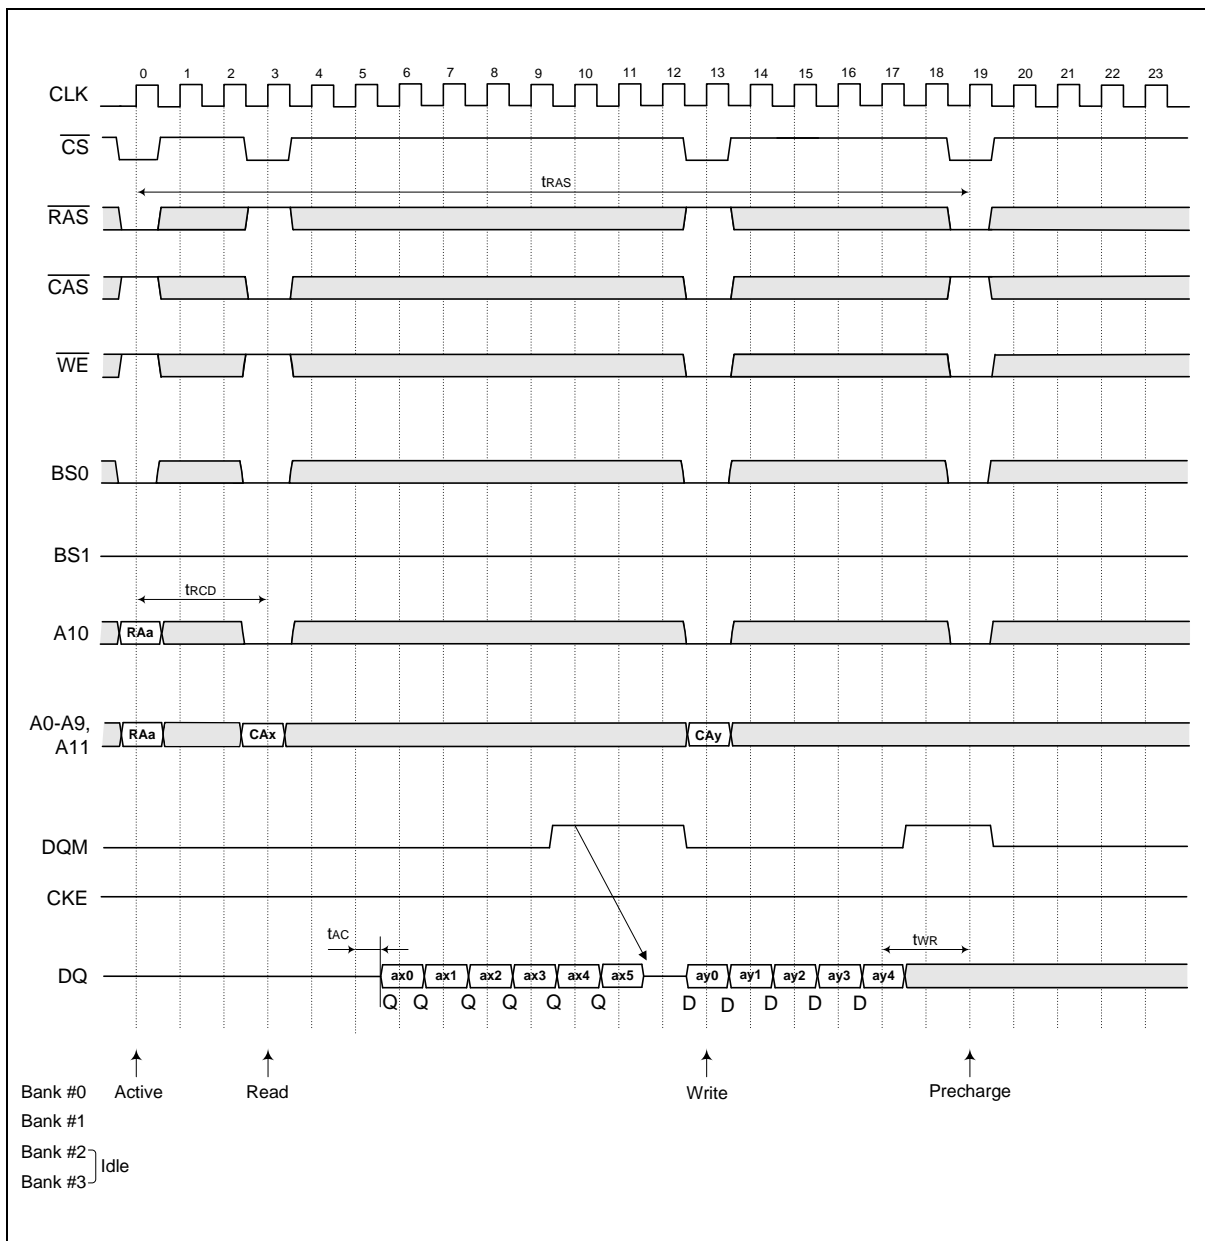 0 1 2 3 4 5 6 7 8 9 10 11 12 13 14 15 16 17 18 19 20 21 22 23
CLK
CS
tRAS
RAS
CAS
WE
BS0
BS1
tRCD
A10 RAa
A0-A9,
A11 RAa CAx CAy
DQM
CKE
tAC tWR
DQ ax0 ax1 ax2 ax3 ax4 ax5 ay0 ay1 ay2 ay3 ay4
Q Q Q Q Q Q D D D D D
Bank #0 Active Read Write Precharge
Bank #1
Bank #2
Idle
Bank #3